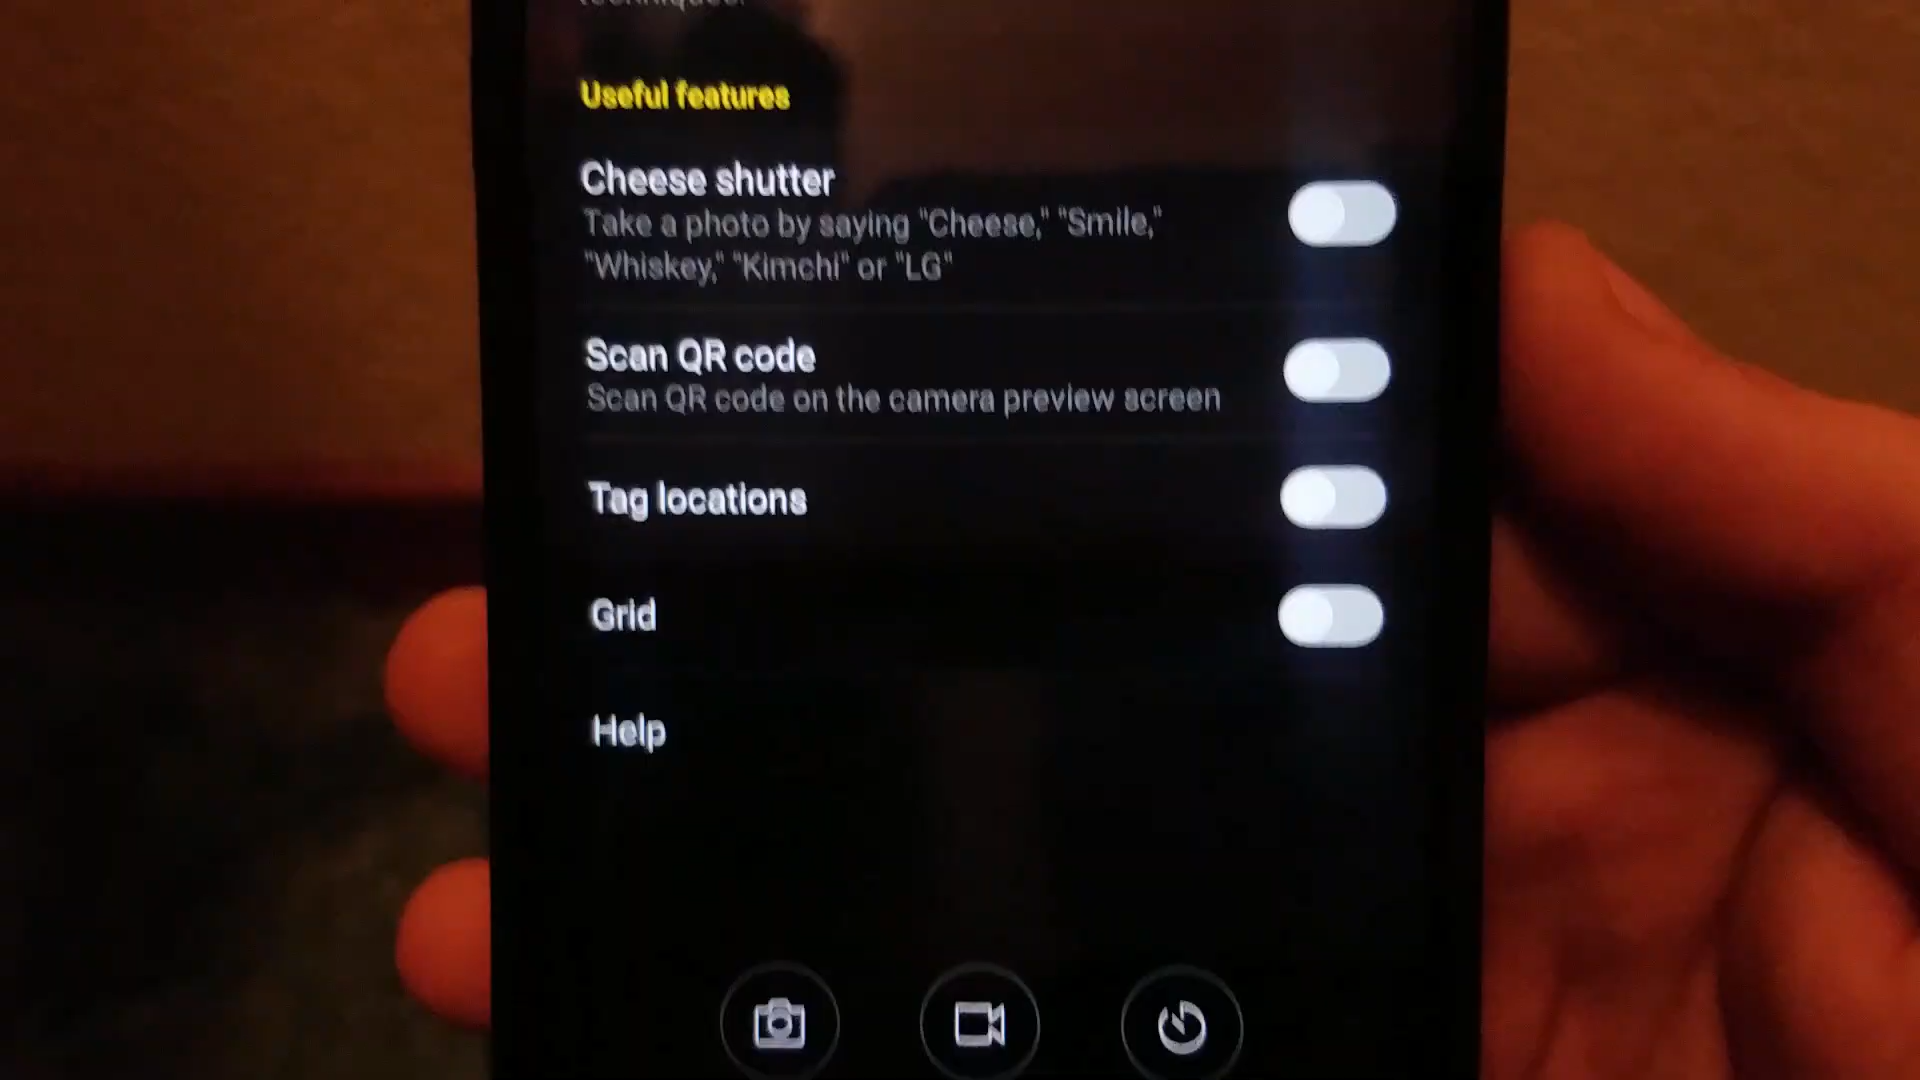 Useful features
Cheese shutter
Take a photo by saying "Cheese," "Smile,"
"Whiskey," "Kimchi" or "LG"
Scan QR code
Scan QR code on the camera preview screen
Tag locations
Grid
Help